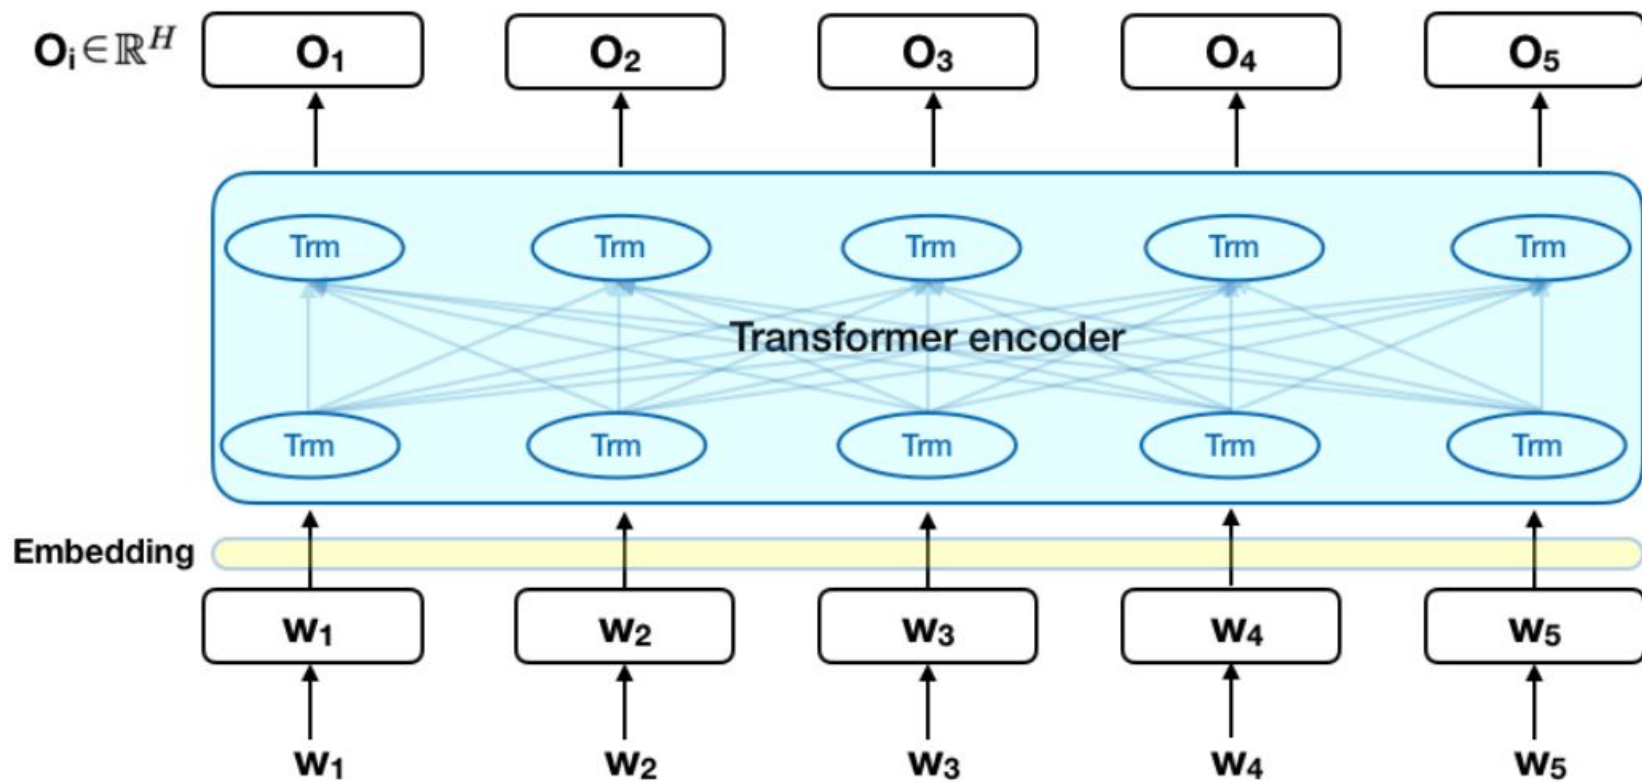 Oᵢ∈ℝᴴ O₁ O₂ O₃ O₄ O₅
Trm Trm Trm Trm Trm
Transformer encoder
Trm Trm Trm Trm Trm
Embedding
w₁ w₂ w₃ w₄ w₅
w₁ w₂ w₃ w₄ w₅